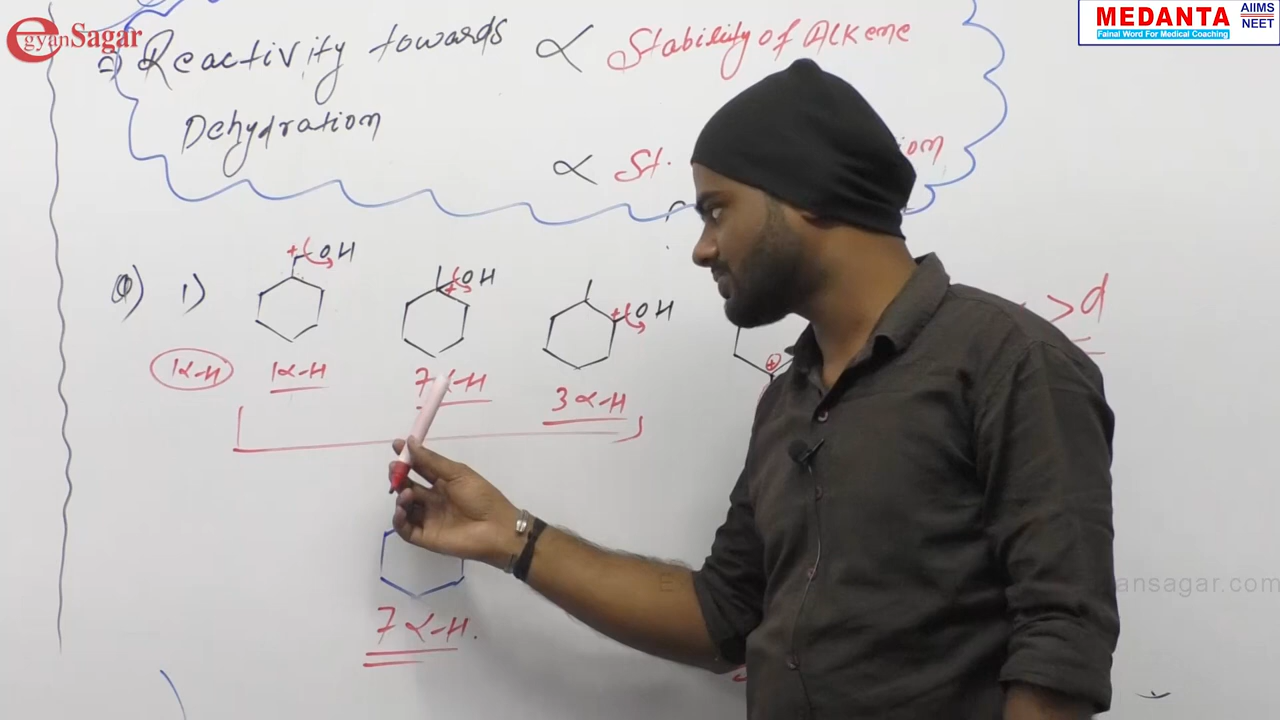 egyanSagar
MEDANTA AIIMS NEET
Fainal Word For Medical Coaching
Reactivity towards ∝ Stability of Alkene
Dehydration
∝ St.
Q) 1) + OH + OH + OH
> d
1α-H 1α-H 7α-H 3α-H
+
7α-H.